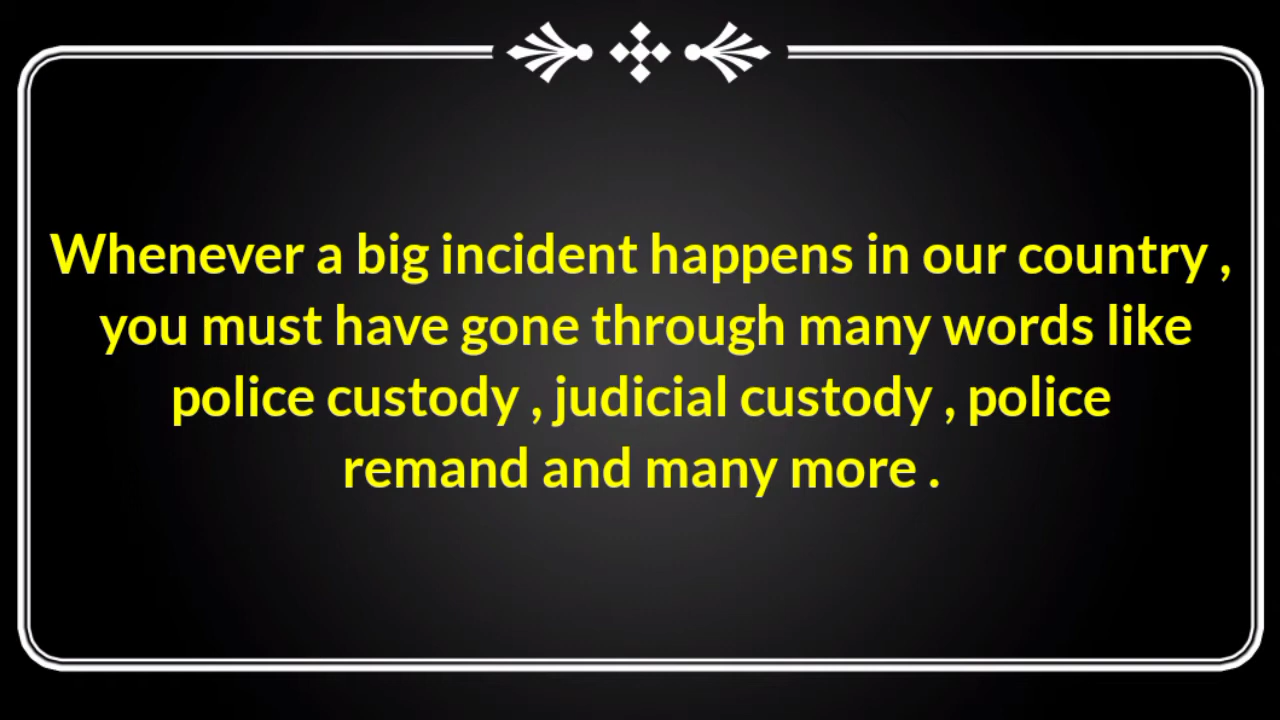 Whenever a big incident happens in our country ,
you must have gone through many words like
police custody , judicial custody , police
remand and many more .